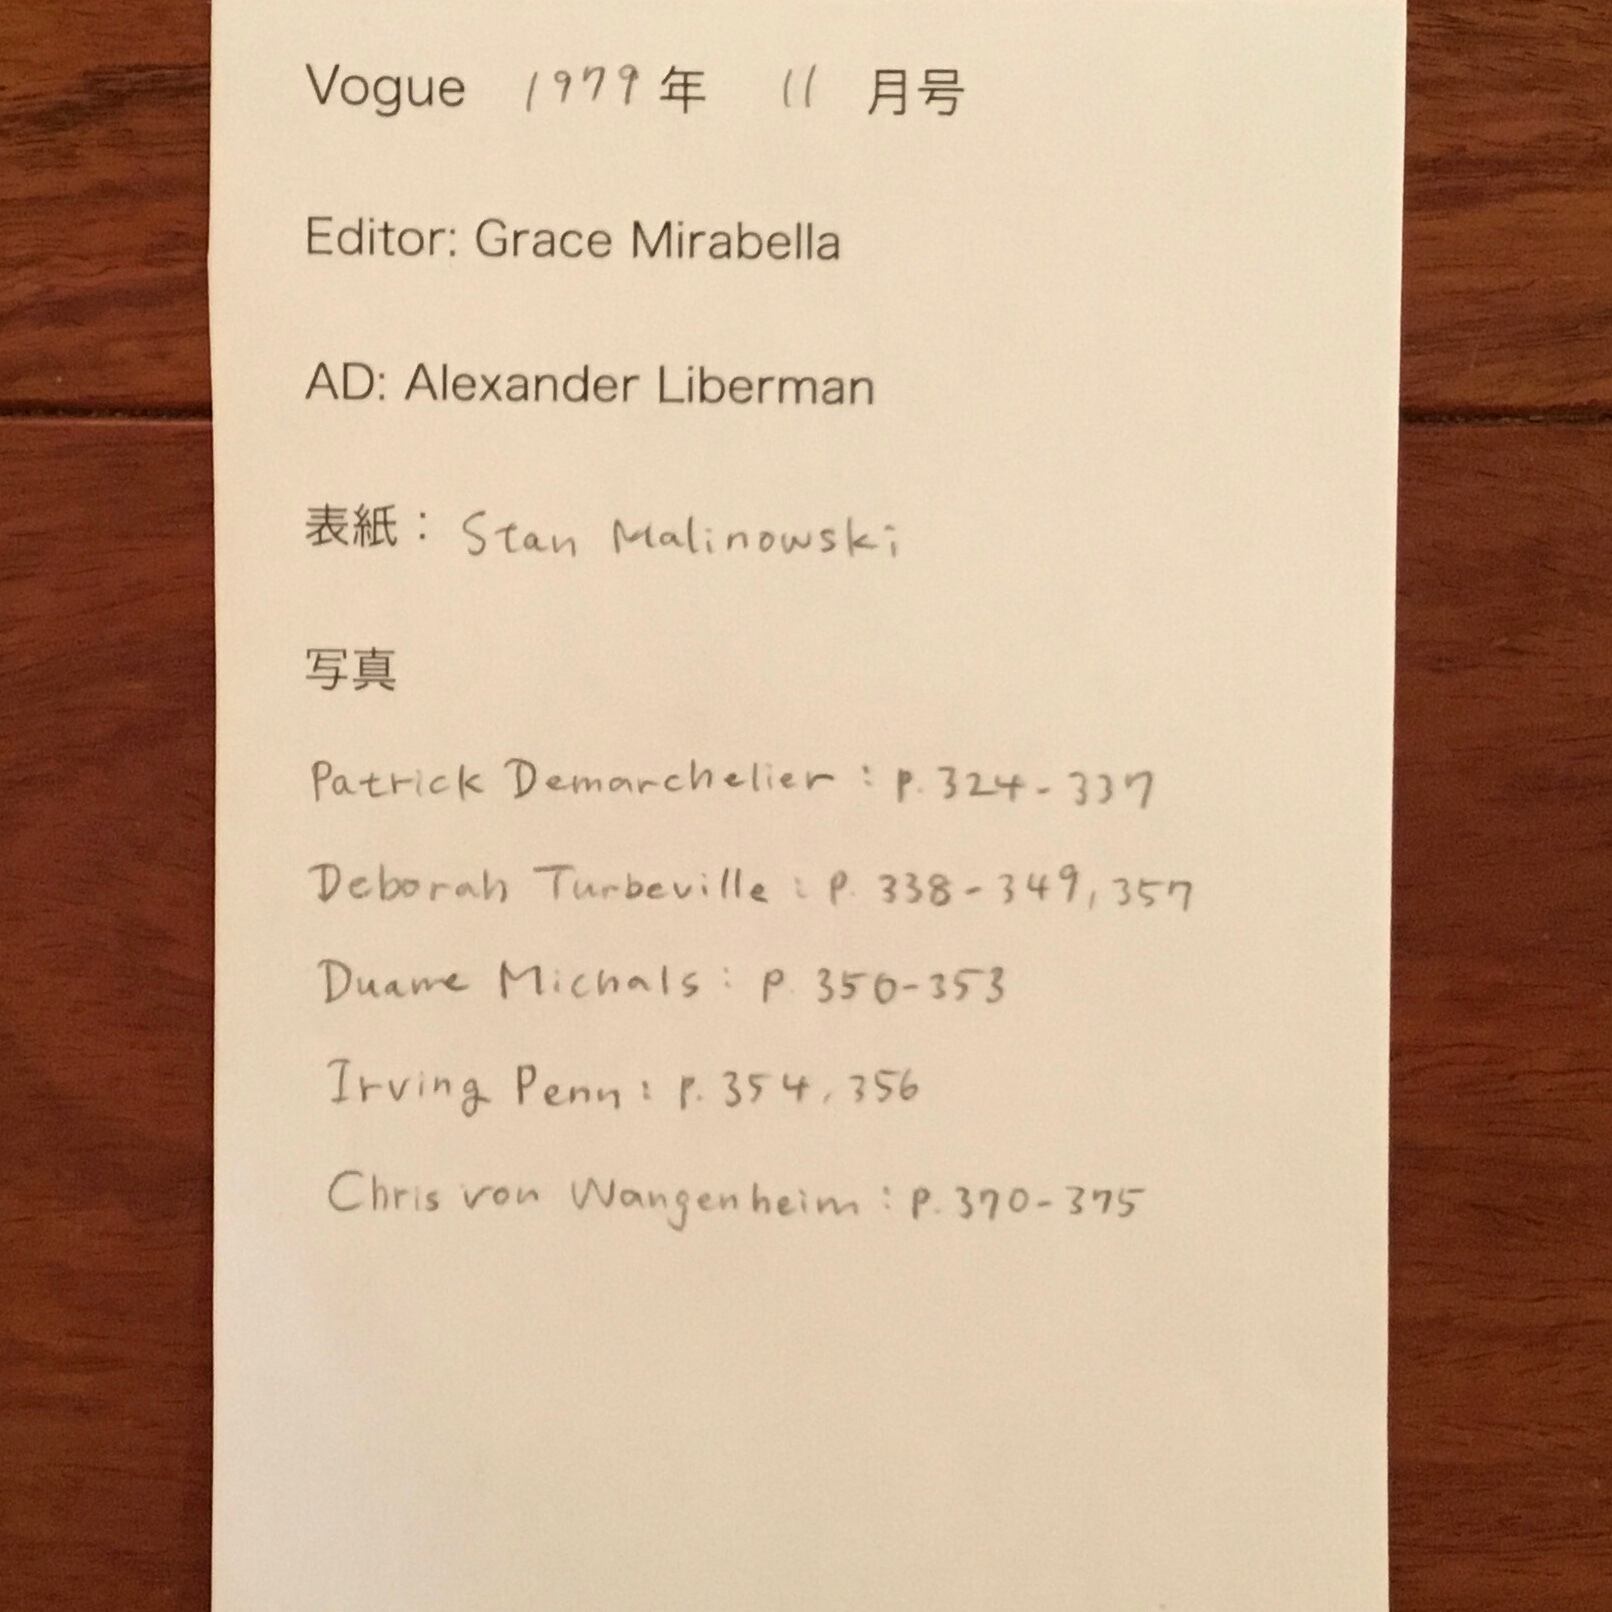 Vogue 1979年 11 月号
Editor: Grace Mirabella
AD: Alexander Liberman
表紙： Stan Malinowski
写真
Patrick Demarchelier : p. 324-337
Deborah Turbeville : p. 338-349, 357
Duane Michals : p. 350-353
Irving Penn : p. 354, 356
Chris von Wangenheim : p. 370-375